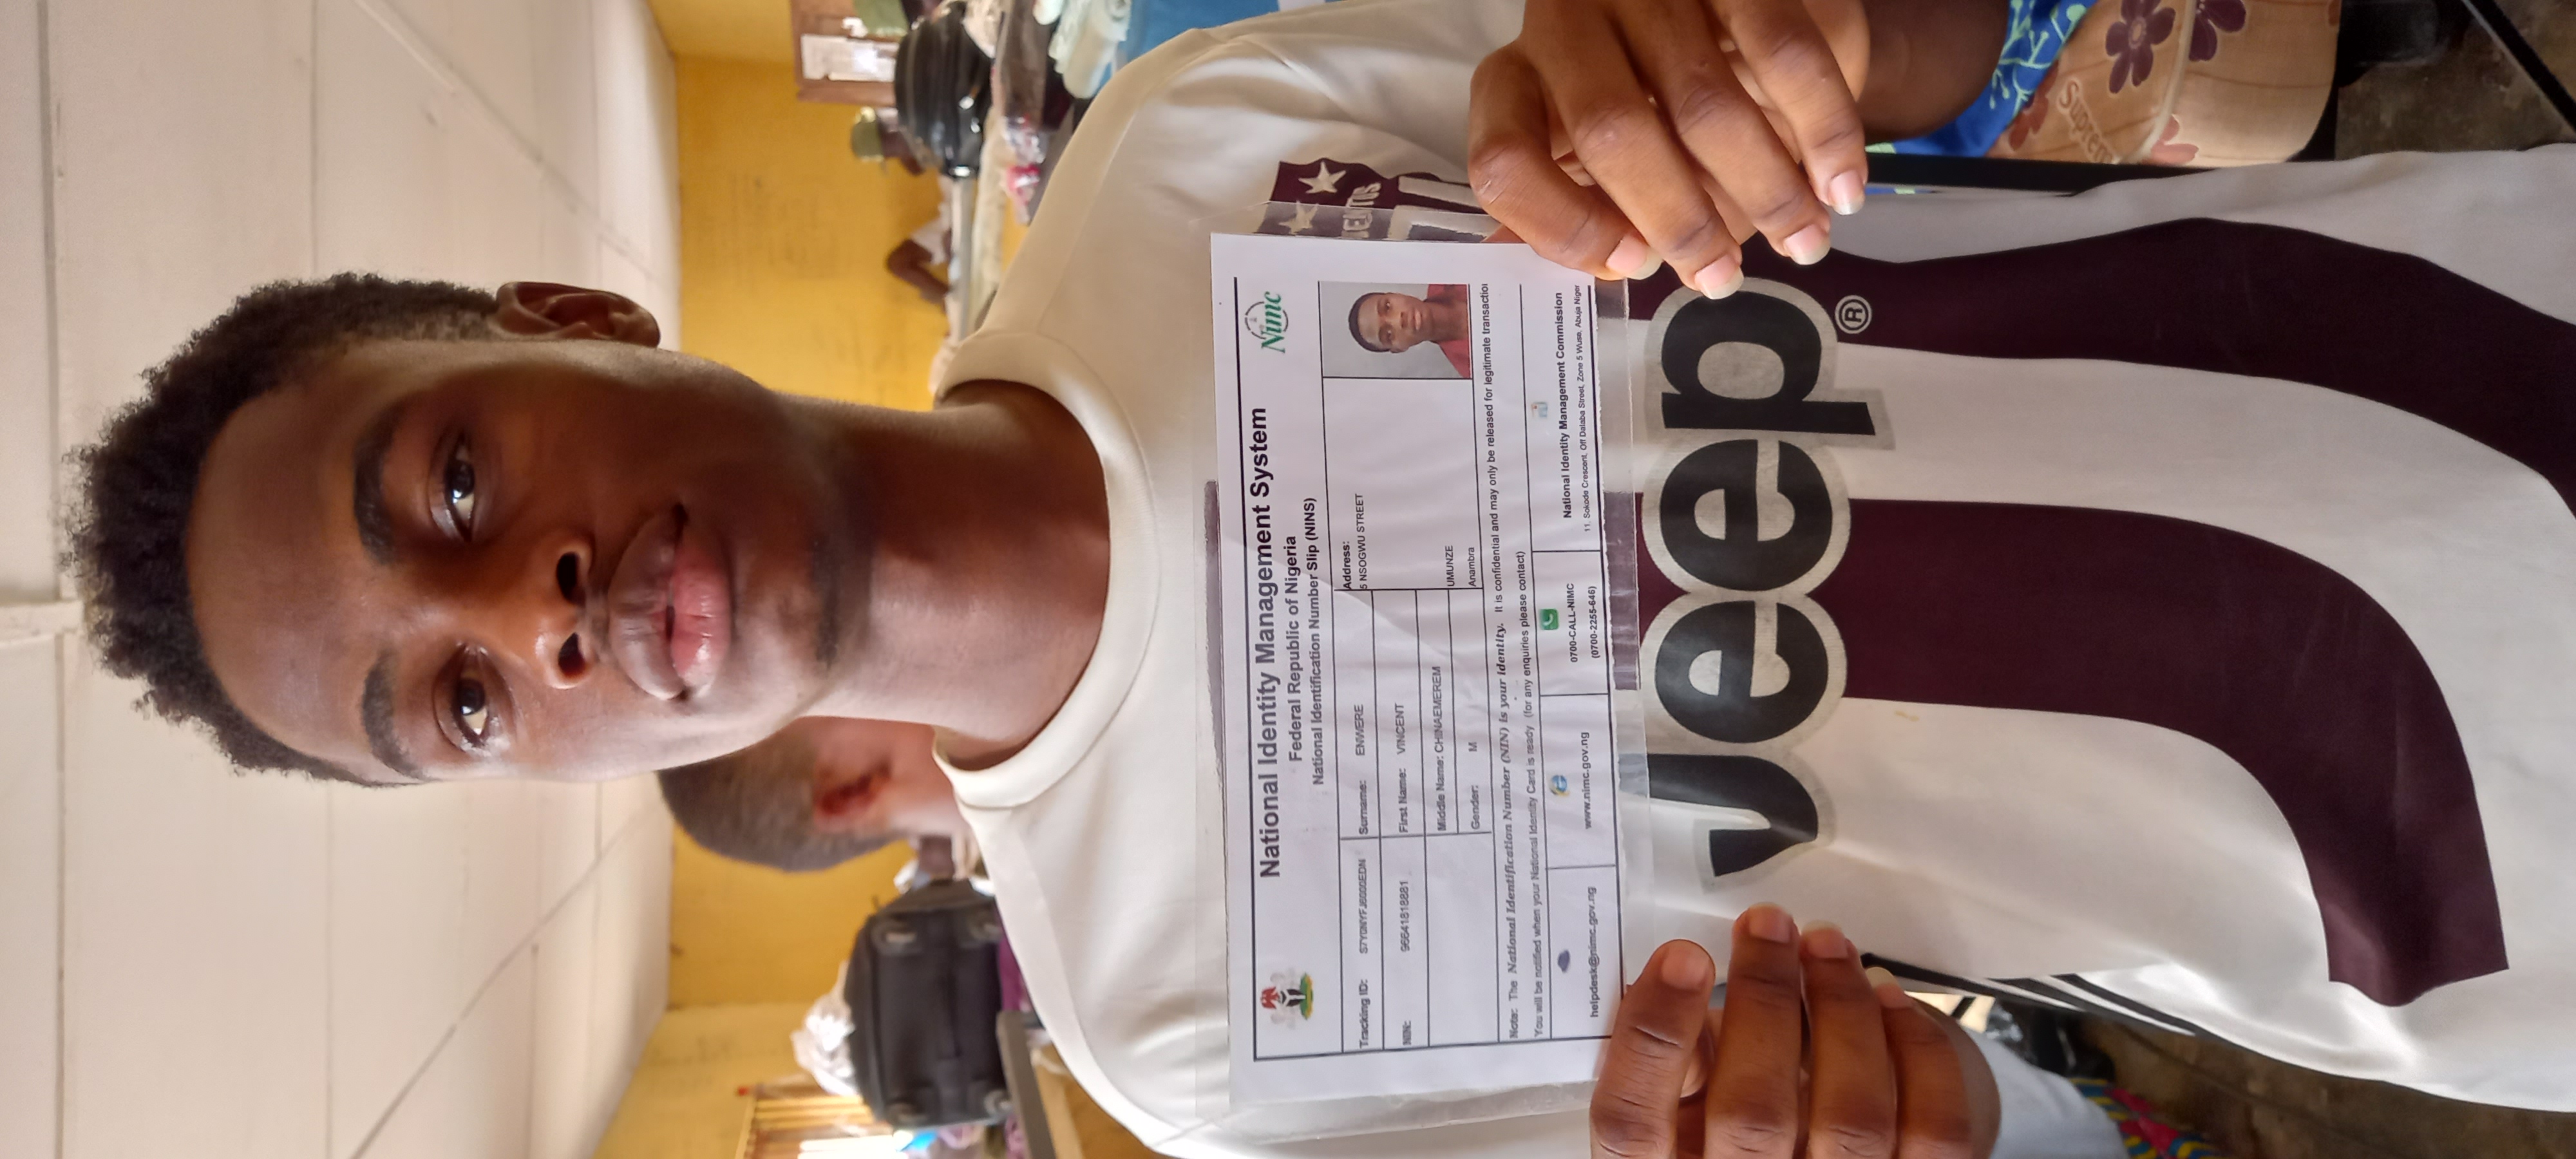 National Identity Management System
Federal Republic of Nigeria
National Identification Number Slip (NINS)
Nimc
Tracking ID: S7Y0NYFJ6000EDN
Surname: ENWERE
Address:
5 NSOGWU STREET
NIN: 96641818881
First Name: VINCENT
Middle Name: CHINAEMEREM
UMUNZE
Gender: M
Anambra
Note: The National Identification Number (NIN) is your identity. It is confidential and may only be released for legitimate transactio
You will be notified when your National Identity Card is ready (for any enquiries please contact)
helpdesk@nimc.gov.ng
www.nimc.gov.ng
0700-CALL-NIMC
(0700-2255-646)
National Identity Management Commission
11, Sokode Crescent, Off Dalaba Street, Zone 5 Wuse, Abuja Niger
Jeep
®